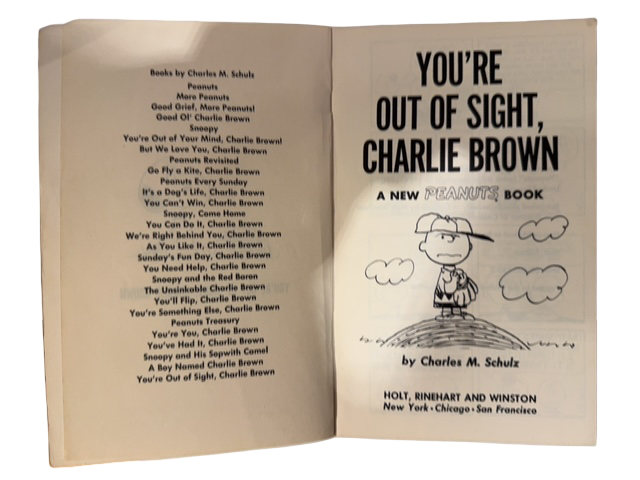 Books by Charles M. Schulz
Peanuts
More Peanuts
Good Grief, More Peanuts!
Good Ol' Charlie Brown
Snoopy
You're Out of Your Mind, Charlie Brown!
But We Love You, Charlie Brown
Peanuts Revisited
Go Fly a Kite, Charlie Brown
Peanuts Every Sunday
It's a Dog's Life, Charlie Brown
You Can't Win, Charlie Brown
Snoopy, Come Home
You Can Do It, Charlie Brown
We're Right Behind You, Charlie Brown
As You Like It, Charlie Brown
Sunday's Fun Day, Charlie Brown
You Need Help, Charlie Brown
Snoopy and the Red Baron
The Unsinkable Charlie Brown
You'll Flip, Charlie Brown
You're Something Else, Charlie Brown
Peanuts Treasury
You're You, Charlie Brown
You've Had It, Charlie Brown
Snoopy and His Sopwith Camel
A Boy Named Charlie Brown
You're Out of Sight, Charlie Brown
YOU'RE
OUT OF SIGHT,
CHARLIE BROWN
A NEW PEANUTS BOOK
by Charles M. Schulz
HOLT, RINEHART AND WINSTON
New York • Chicago • San Francisco